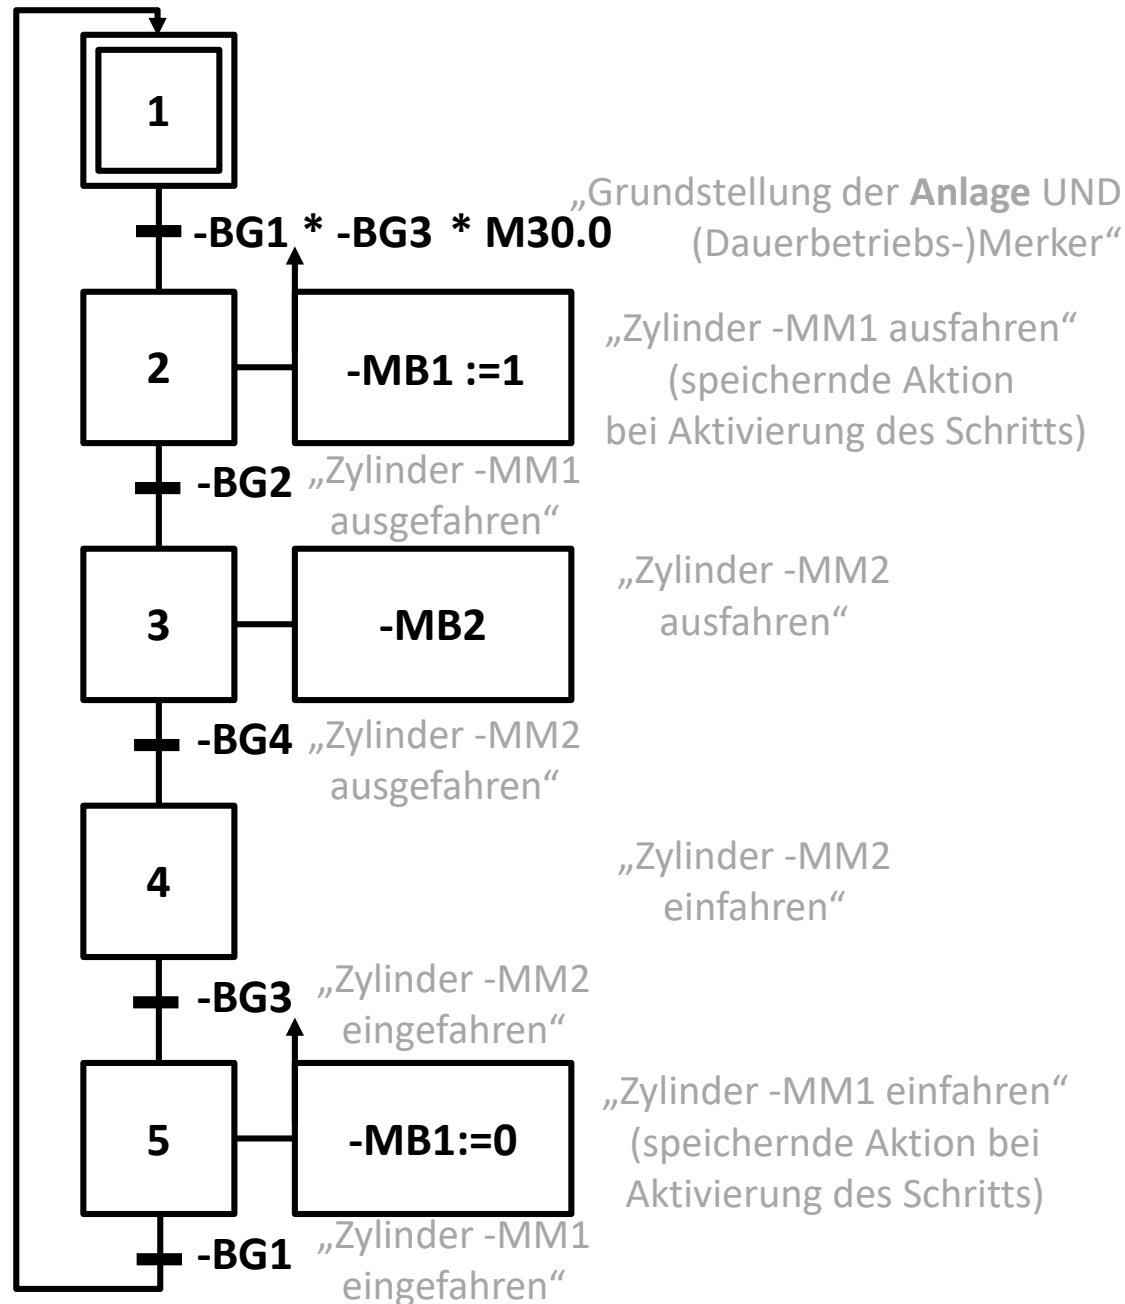 1
„Grundstellung der Anlage UND
-BG1 * -BG3 * M30.0
(Dauerbetriebs-)Merker“
2
-MB1 :=1
„Zylinder -MM1 ausfahren“
(speichernde Aktion
bei Aktivierung des Schritts)
-BG2
„Zylinder -MM1
ausgefahren“
3
-MB2
„Zylinder -MM2
ausfahren“
-BG4
„Zylinder -MM2
ausgefahren“
4
„Zylinder -MM2
einfahren“
-BG3
„Zylinder -MM2
eingefahren“
5
-MB1:=0
„Zylinder -MM1 einfahren“
(speichernde Aktion bei
Aktivierung des Schritts)
-BG1
„Zylinder -MM1
eingefahren“